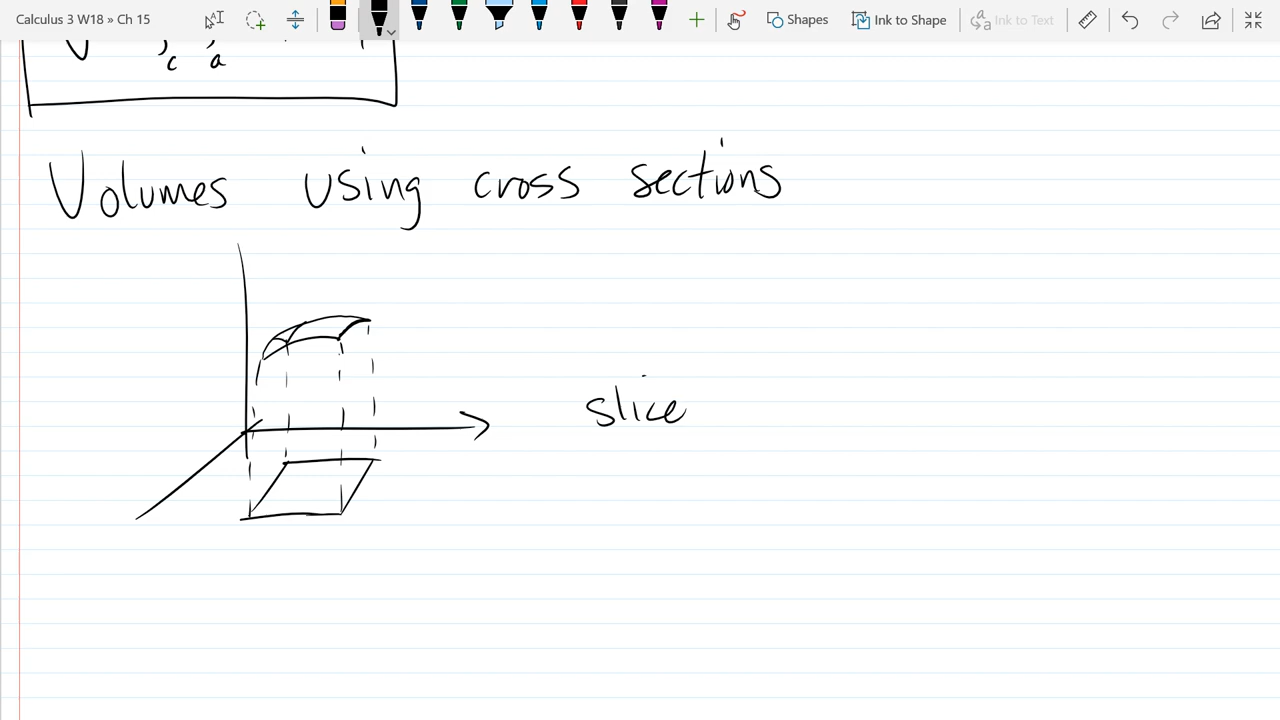 Calculus 3 W18 » Ch 15
Shapes
Ink to Shape
Ink to Text
c a
Volumes using cross sections
slice